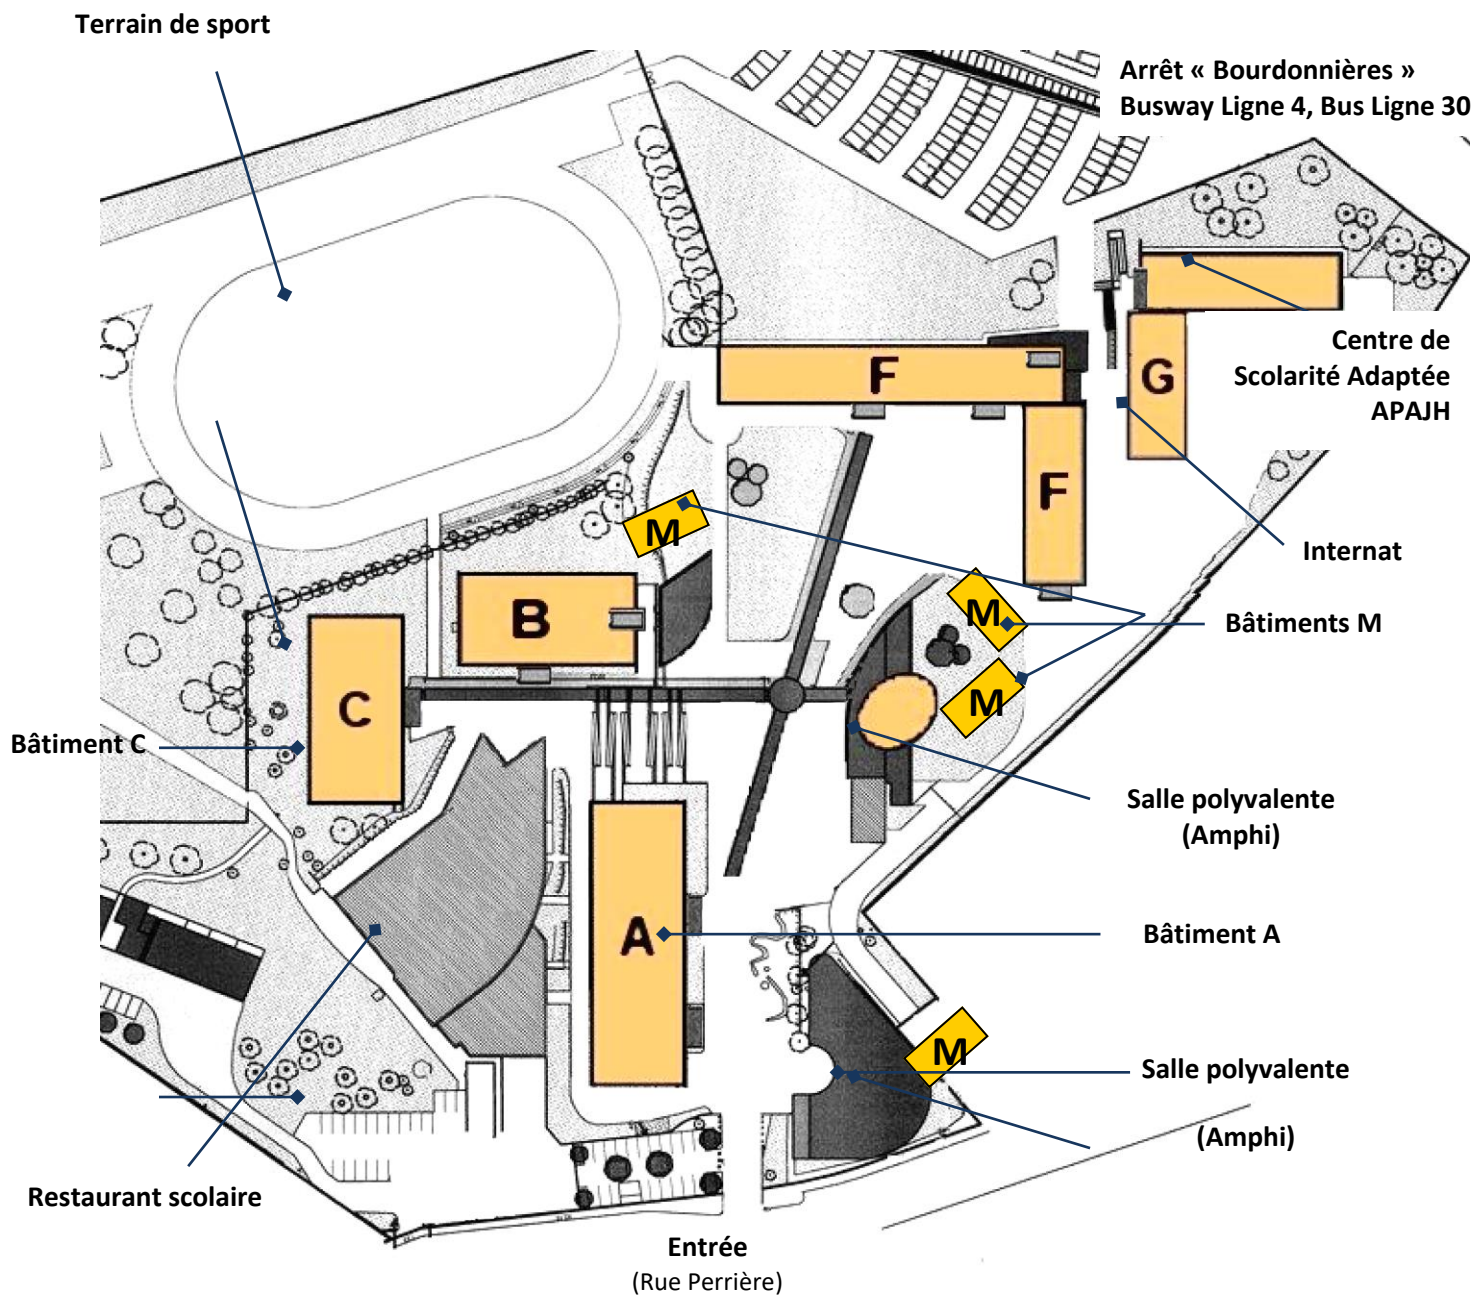 Terrain de sport
Arrêt « Bourdonnières »
Busway Ligne 4, Bus Ligne 30
Centre de
Scolarité Adaptée
APAJH
F
G
F
Internat
M
B
M
Bâtiments M
C
M
Bâtiment C
Salle polyvalente
(Amphi)
A
Bâtiment A
M
Salle polyvalente
(Amphi)
Restaurant scolaire
Entrée
(Rue Perrière)